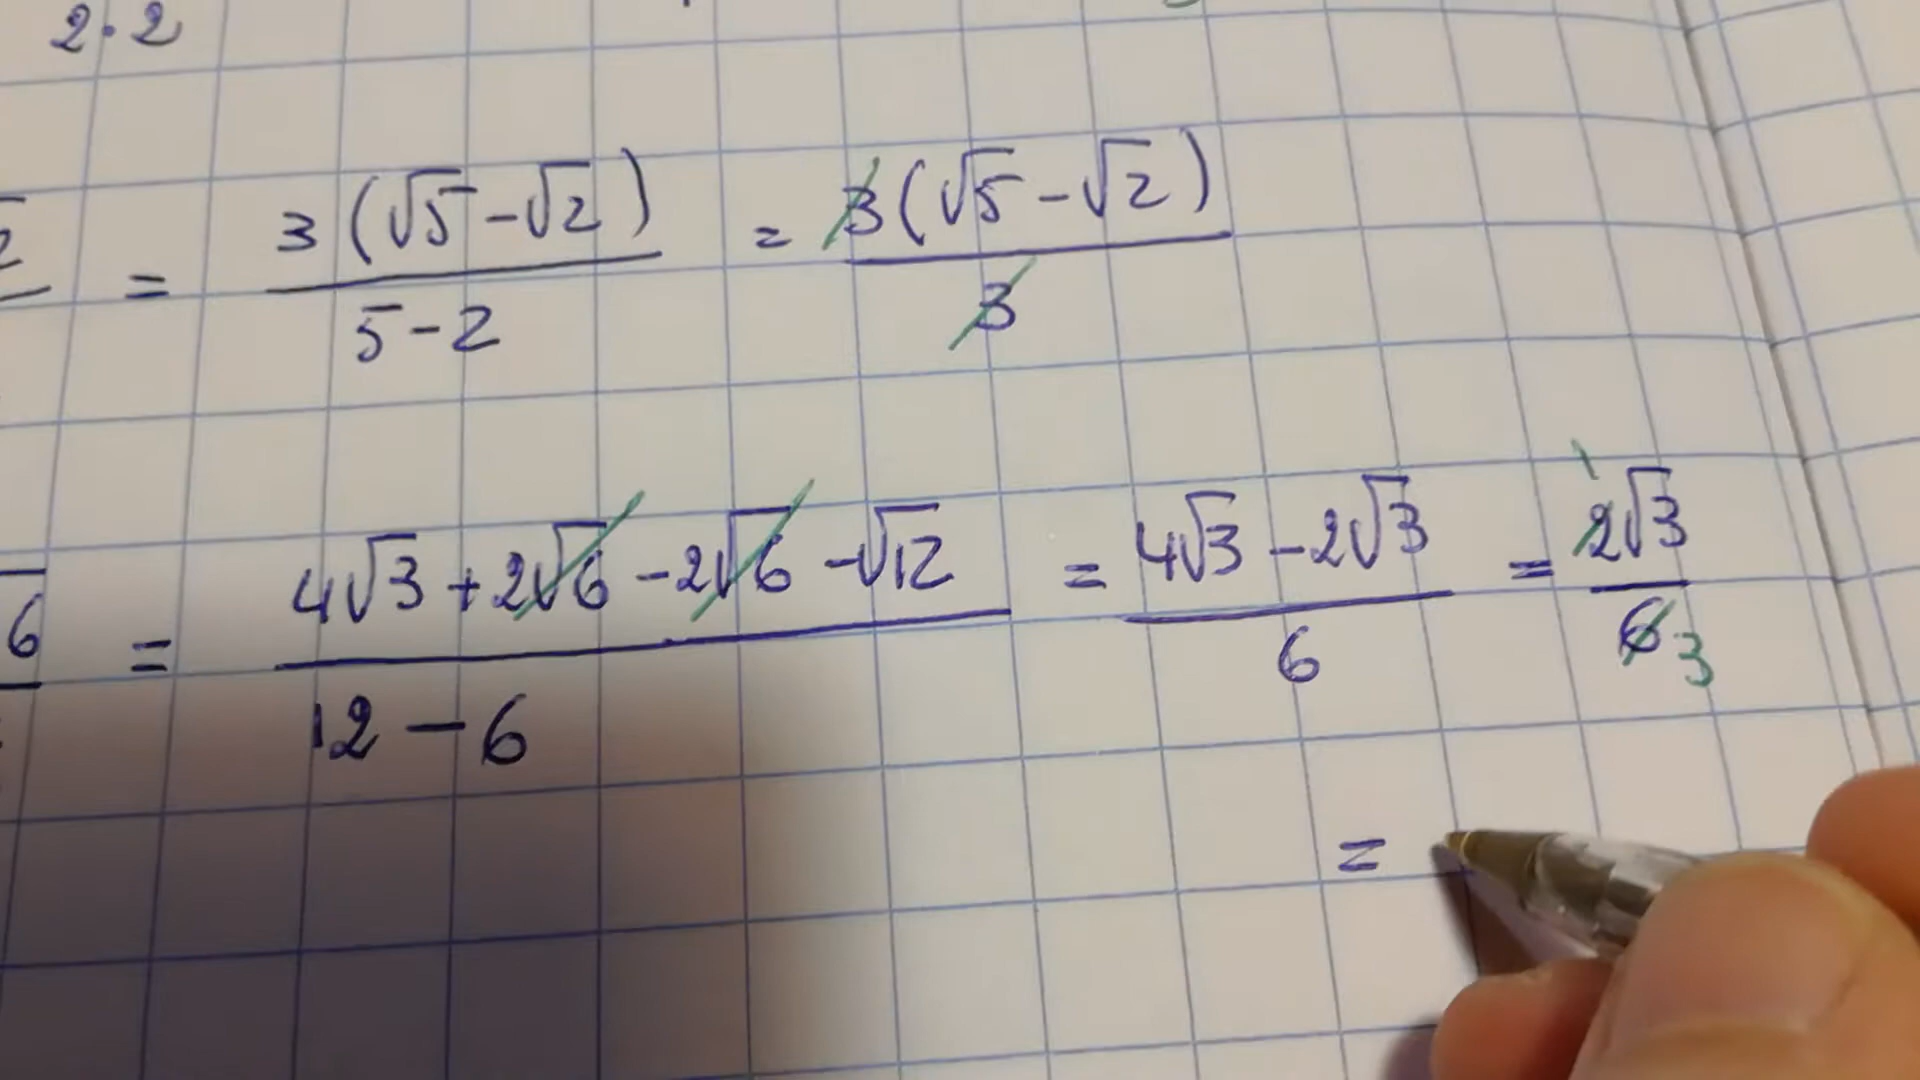 2·2
= 3(√5-√2)/(5-2) = 3(√5-√2)/3
6 = (4√3+2√6-2√6-√12)/(12-6) = (4√3-2√3)/6 = 1 2√3/6 3
=